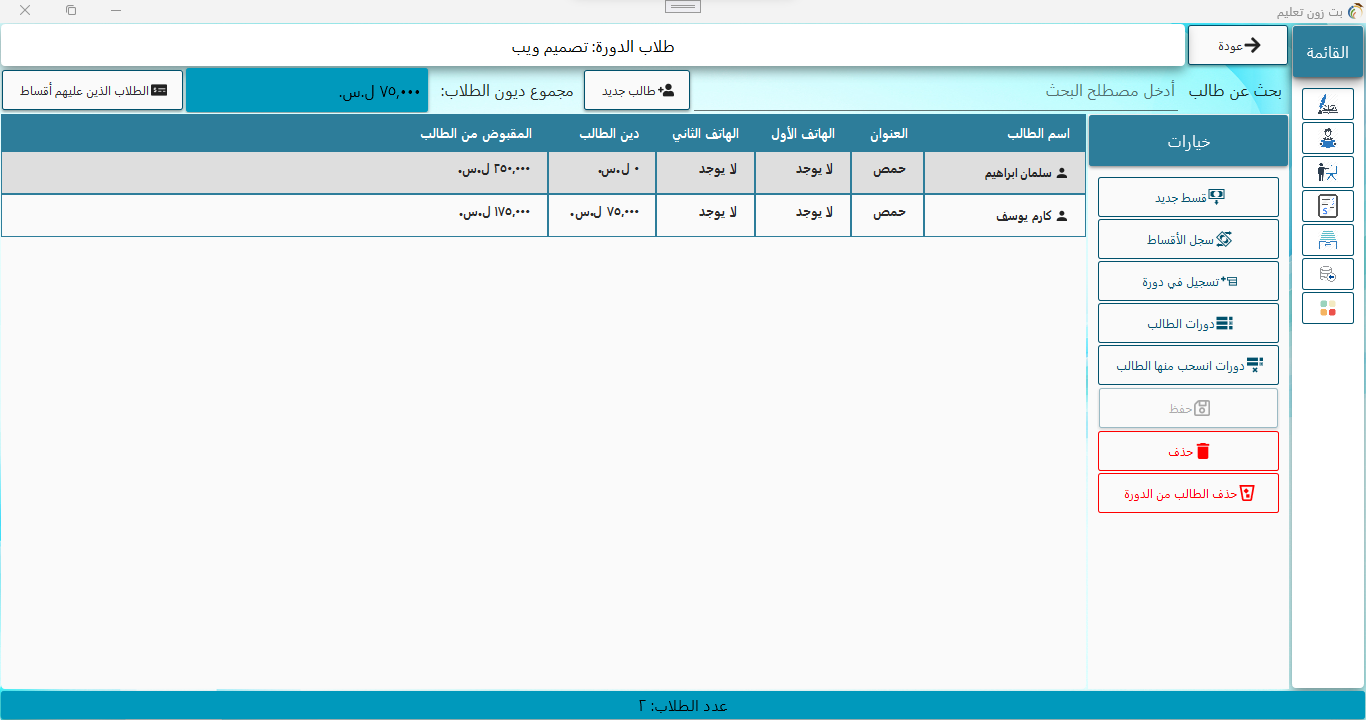 بت زون تعليم
القائمة
عودة
طلاب الدورة: تصميم ويب
بحث عن طالب
أدخل مصطلح البحث
طالب جديد
مجموع ديون الطلاب:
٧٥,٠٠٠ ل.س.
الطلاب الذين عليهم أقساط
خيارات
قسط جديد
سجل الأقساط
تسجيل في دورة
دورات الطالب
دورات انسحب منها الطالب
حفظ
حذف
حذف الطالب من الدورة
اسم الطالب العنوان الهاتف الأول الهاتف الثاني دين الطالب المقبوض من الطالب
سلمان ابراهيم حمص لا يوجد لا يوجد ٠ ل.س. ٢٥٠,٠٠٠ ل.س.
كارم يوسف حمص لا يوجد لا يوجد ٧٥,٠٠٠ ل.س. ١٧٥,٠٠٠ ل.س.
عدد الطلاب: ٢